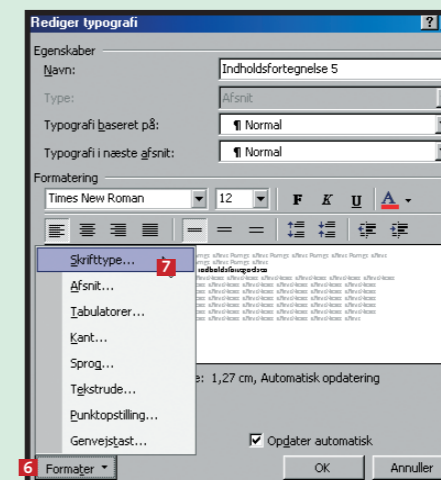 Rediger typografi ?
Egenskaber
Navn:
Indholdsfortegnelse 5
Type:
Afsnit
Typografi baseret på:
¶ Normal
Typografi i næste afsnit:
¶ Normal
Formatering
Times New Roman 12 F K U A
Skrifttype...
7
Afsnit...
Tabulatorer...
Kant...
Sprog...
Tekstrude...
Punktopstilling...
Genvejstast...
e: 1,27 cm, Automatisk opdatering
Opdater automatisk
6 Formater OK Annuller